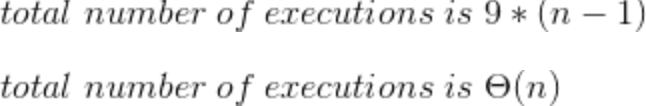 total number of executions is 9 * (n − 1)
total number of executions is Θ(n)